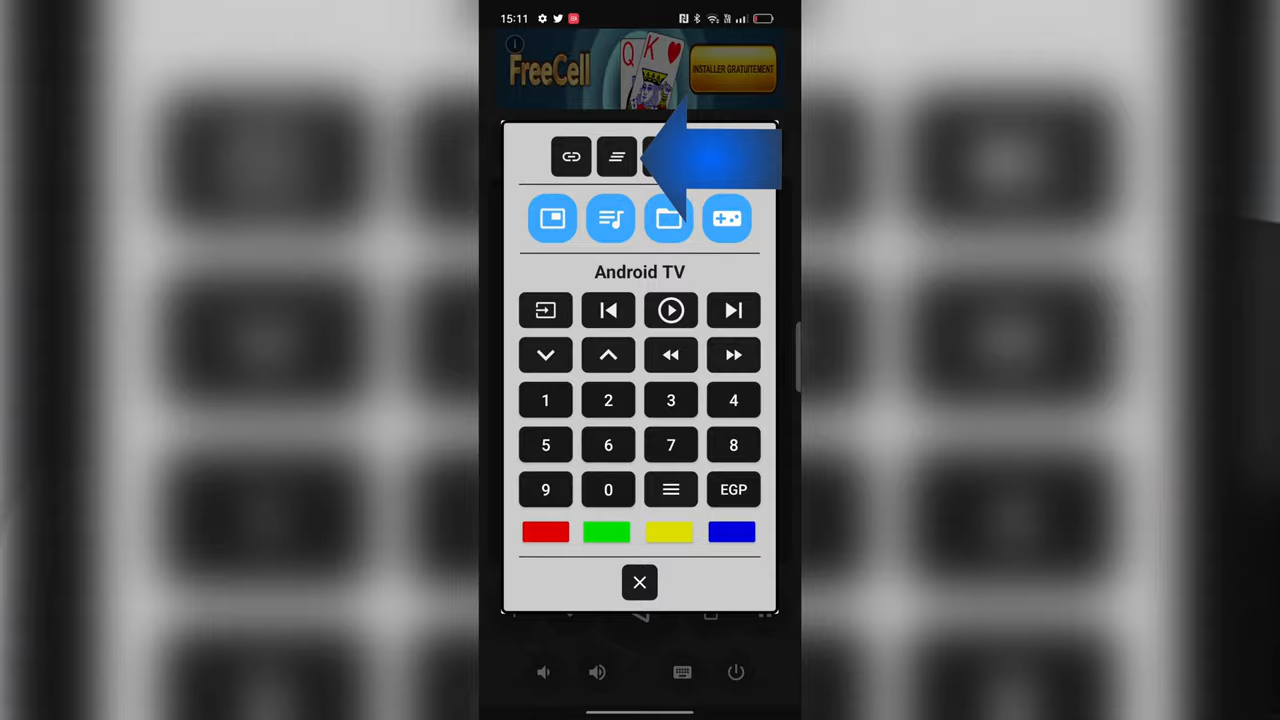 15:11
Q K
FreeCell
INSTALLER GRATUITEMENT
Android TV
1 2 3 4
5 6 7 8
9 0 EGP